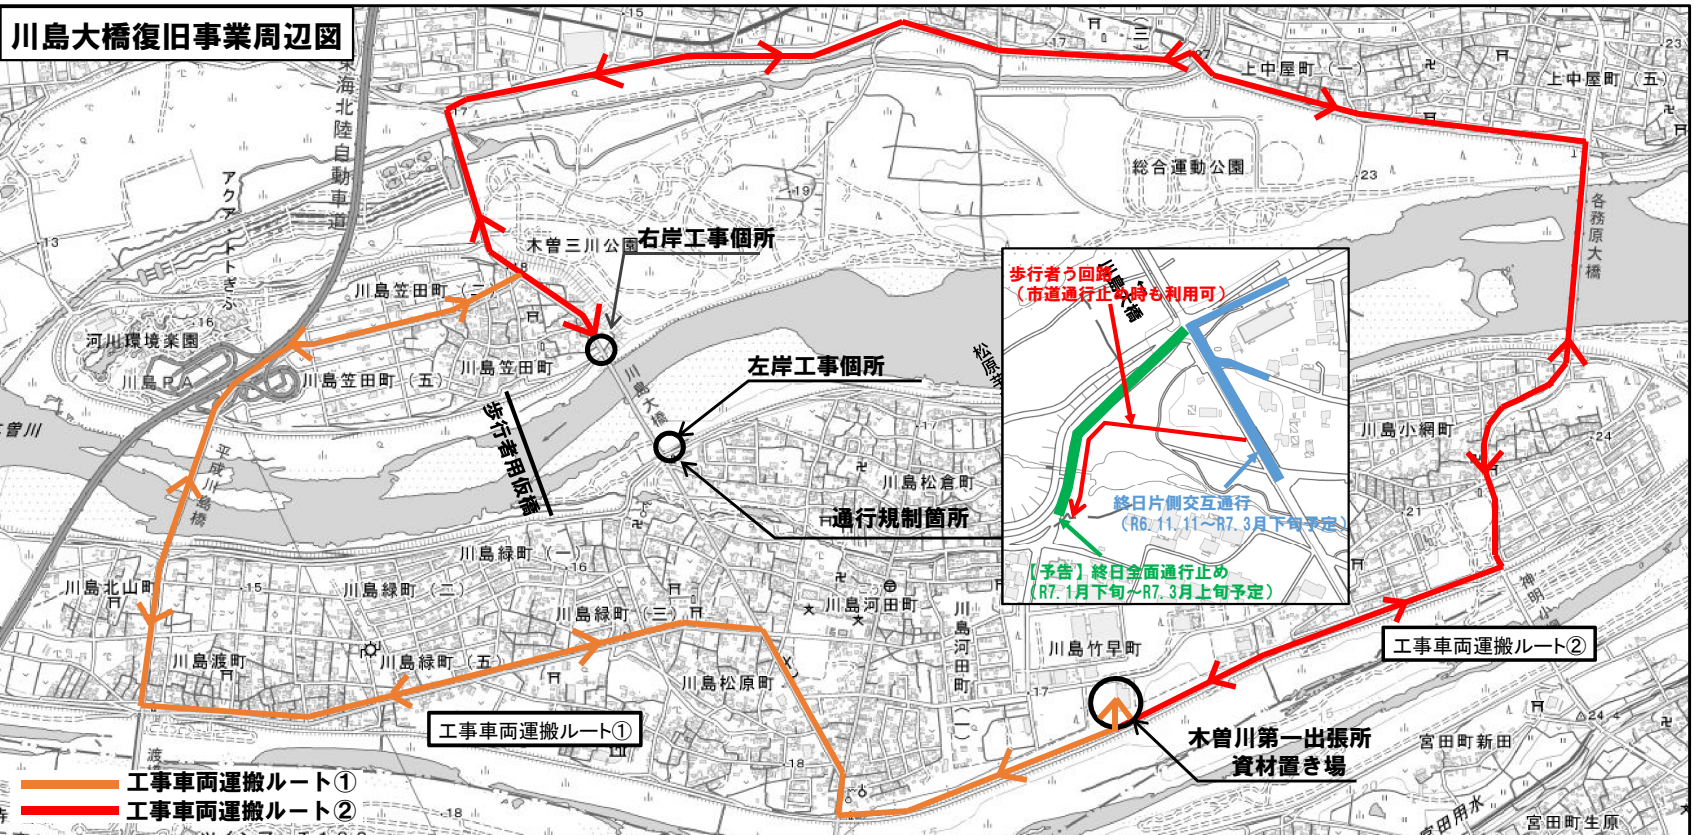 川島大橋復旧事業周辺図
東海北陸自動車道
アクア・トトぎふ
上中屋町(一)
上中屋町(五)
(三)
総合運動公園
各務原大橋
木曽三川公園
右岸工事個所
川島笠田町(二)
河川環境楽園
川島PA
川島笠田町(五)
川島笠田町
川島大橋
左岸工事個所
歩行者用仮橋
平成川島橋
川島松倉町
通行規制箇所
歩行者う回路
(市道通行止め時も利用可)
川島大橋
終日片側交互通行
(R6.11.11~R7.3月下旬予定)
【予告】終日全面通行止め
(R7.1月下旬~R7.3月上旬予定)
川島小網町
川島北山町
川島緑町(一)
川島緑町(二)
川島緑町(三)
川島緑町(五)
川島渡町
川島松原町
川島河田町
川島河田町(一)
川島竹早町
工事車両運搬ルート①
工事車両運搬ルート②
木曽川第一出張所
資材置き場
宮田町新田
宮田用水
宮田町生原
工事車両運搬ルート①
工事車両運搬ルート②